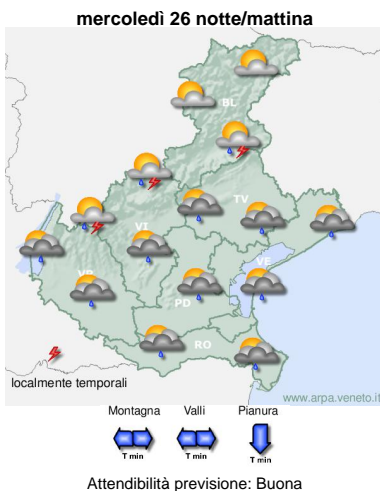 mercoledì 26 notte/mattina
BL
TV
VI
VE
VR
PD
RO
localmente temporali
www.arpa.veneto.it
Montagna Valli Pianura
T min T min T min
Attendibilità previsione: Buona